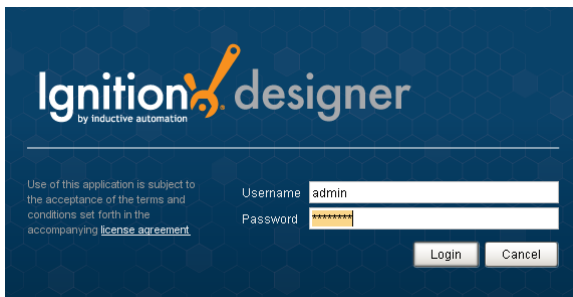 Ignition designer
by inductive automation
Use of this application is subject to
the acceptance of the terms and
conditions set forth in the
accompanying license agreement
Username admin
Password ********
Login Cancel